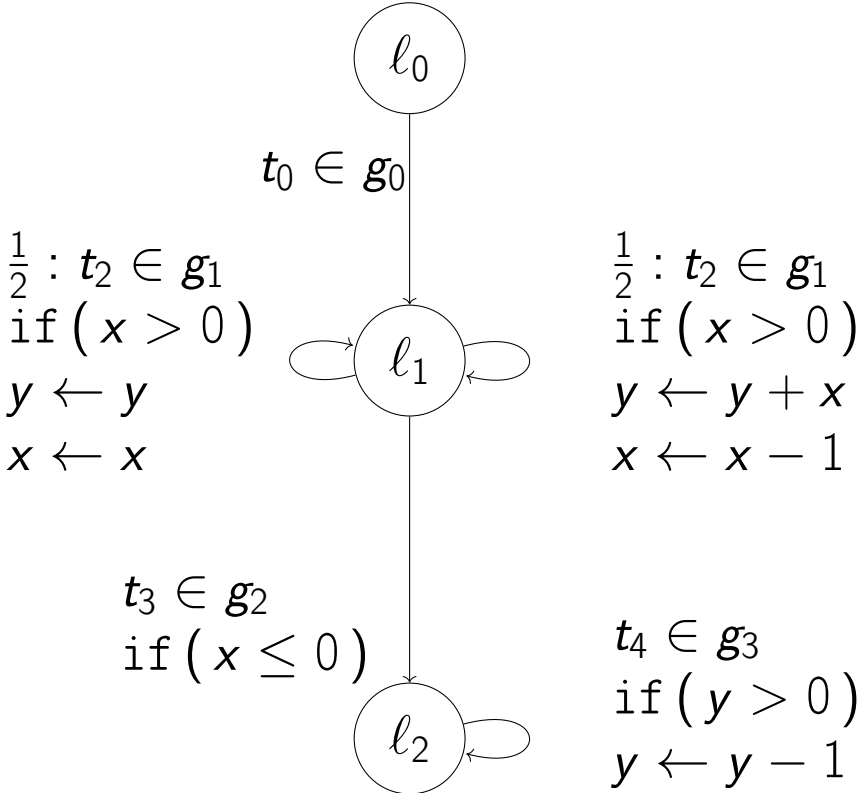 ℓ₀
t₀ ∈ g₀
½ : t₂ ∈ g₁
if ( x > 0 )
y ← y
x ← x
ℓ₁
½ : t₂ ∈ g₁
if ( x > 0 )
y ← y + x
x ← x − 1
t₃ ∈ g₂
if ( x ≤ 0 )
ℓ₂
t₄ ∈ g₃
if ( y > 0 )
y ← y − 1